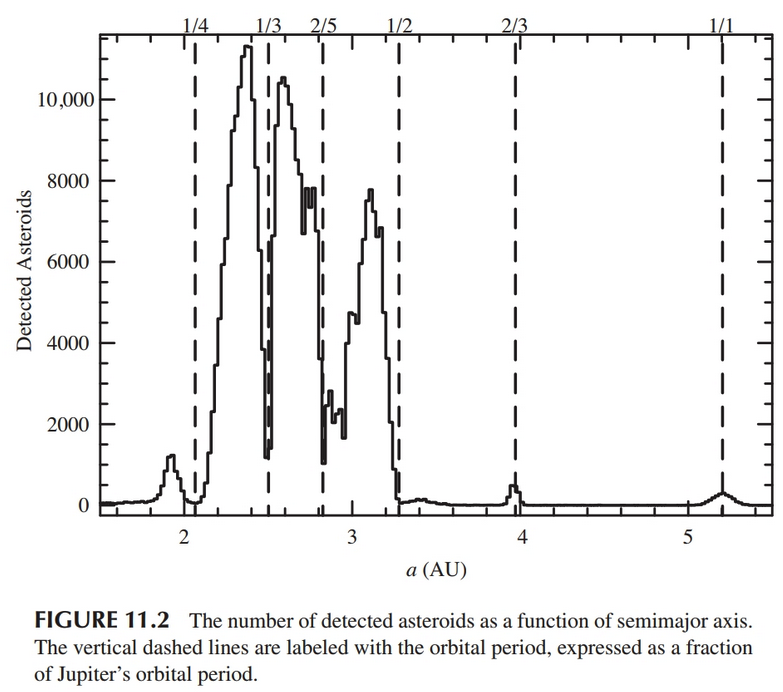 1/4 1/3 2/5 1/2 2/3 1/1
10,000
8000
6000
4000
2000
0
Detected Asteroids
2 3 4 5
a (AU)
FIGURE 11.2 The number of detected asteroids as a function of semimajor axis.
The vertical dashed lines are labeled with the orbital period, expressed as a fraction
of Jupiter's orbital period.